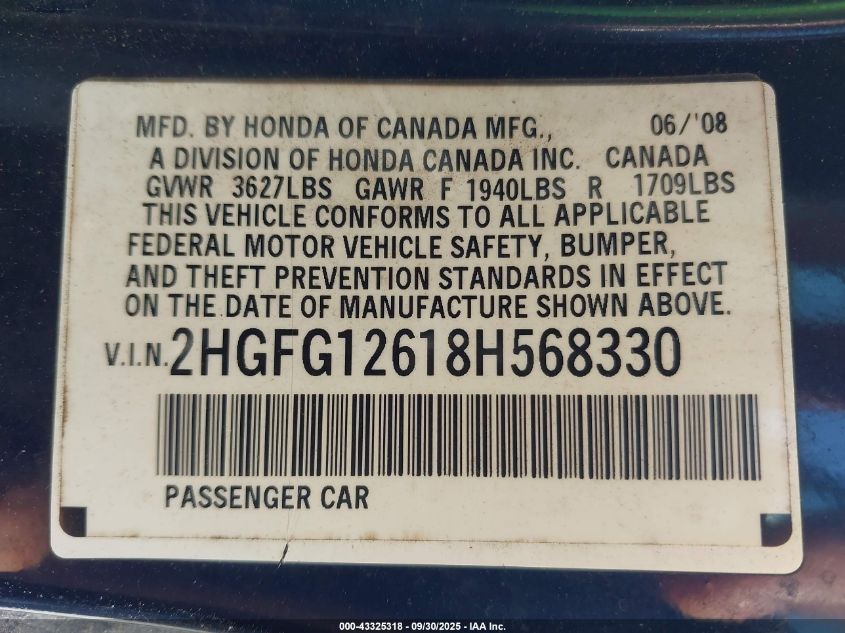 MFD. BY HONDA OF CANADA MFG., 06/'08
A DIVISION OF HONDA CANADA INC. CANADA
GVWR 3627LBS GAWR F 1940LBS R 1709LBS
THIS VEHICLE CONFORMS TO ALL APPLICABLE
FEDERAL MOTOR VEHICLE SAFETY, BUMPER,
AND THEFT PREVENTION STANDARDS IN EFFECT
ON THE DATE OF MANUFACTURE SHOWN ABOVE.
V.I.N. 2HGFG12618H568330
PASSENGER CAR
000-43325318 - 09/30/2025 - IAA Inc.